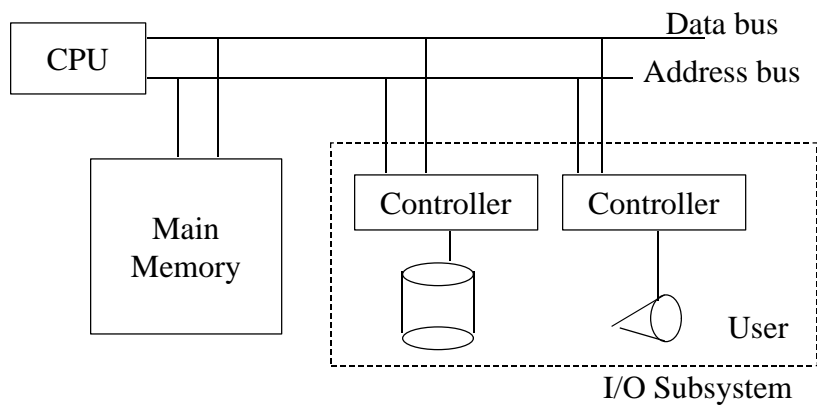 Data bus
CPU
Address bus
Controller
Controller
Main
Memory
User
I/O Subsystem